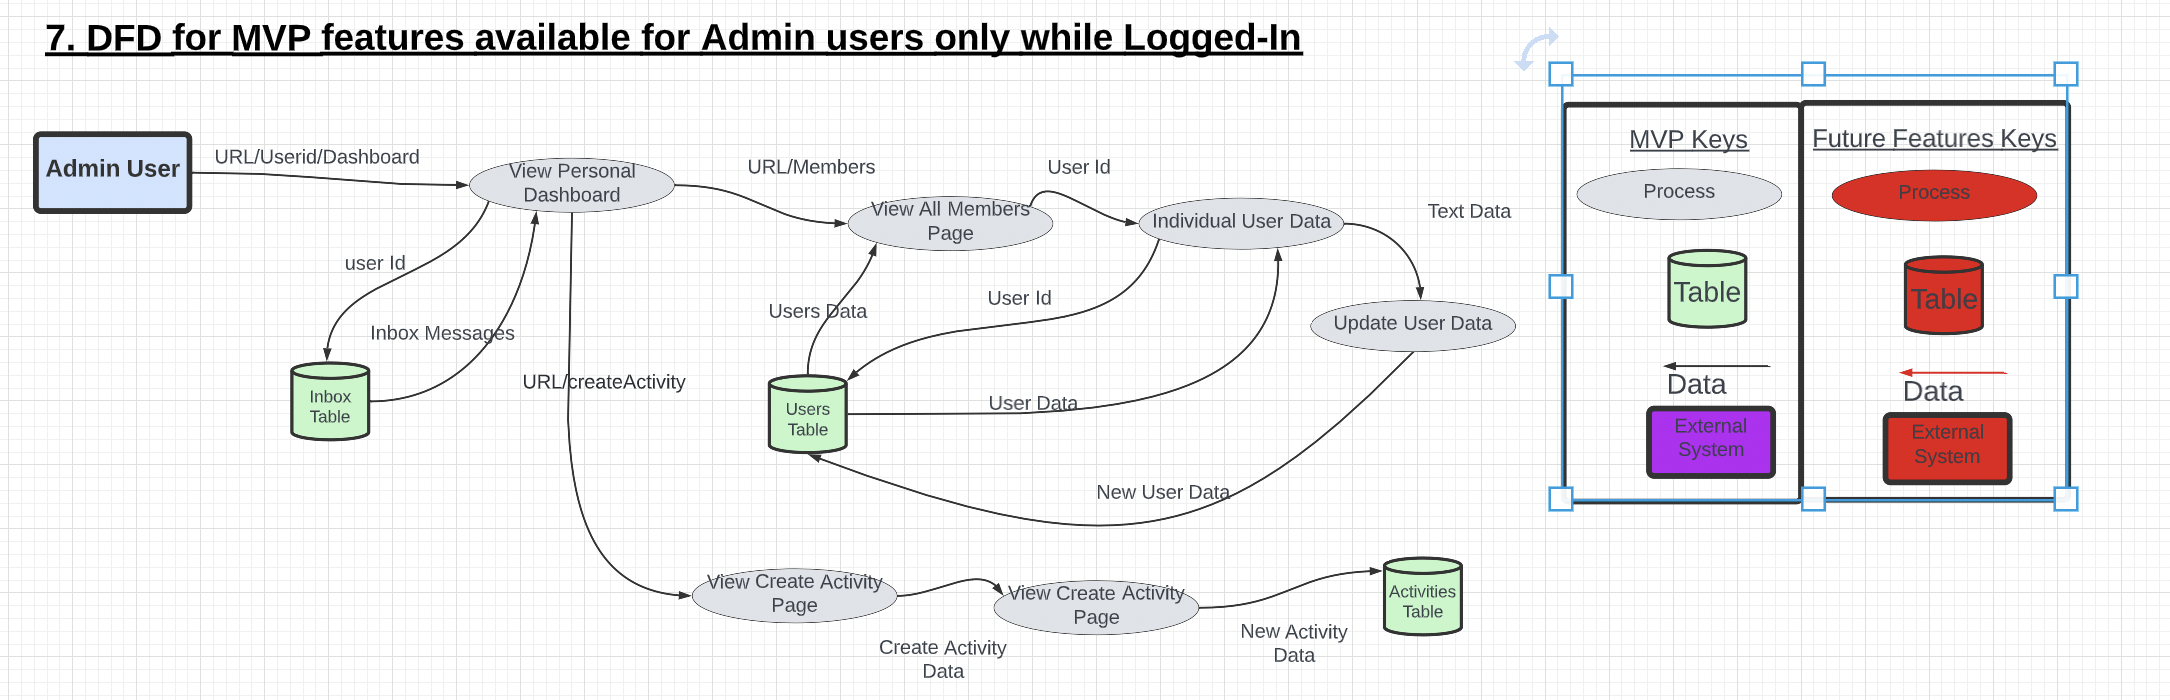 7. DFD for MVP features available for Admin users only while Logged-In
Admin User
URL/Userid/Dashboard
View Personal
Dashboard
URL/Members
View All Members
Page
User Id
Individual User Data
Text Data
Update User Data
user Id
Inbox Messages
Inbox
Table
URL/createActivity
Users Data
User Id
Users
Table
User Data
New User Data
View Create Activity
Page
Create Activity
Data
View Create Activity
Page
New Activity
Data
Activities
Table
MVP Keys
Process
Table
Data
External
System
Future Features Keys
Process
Table
Data
External
System